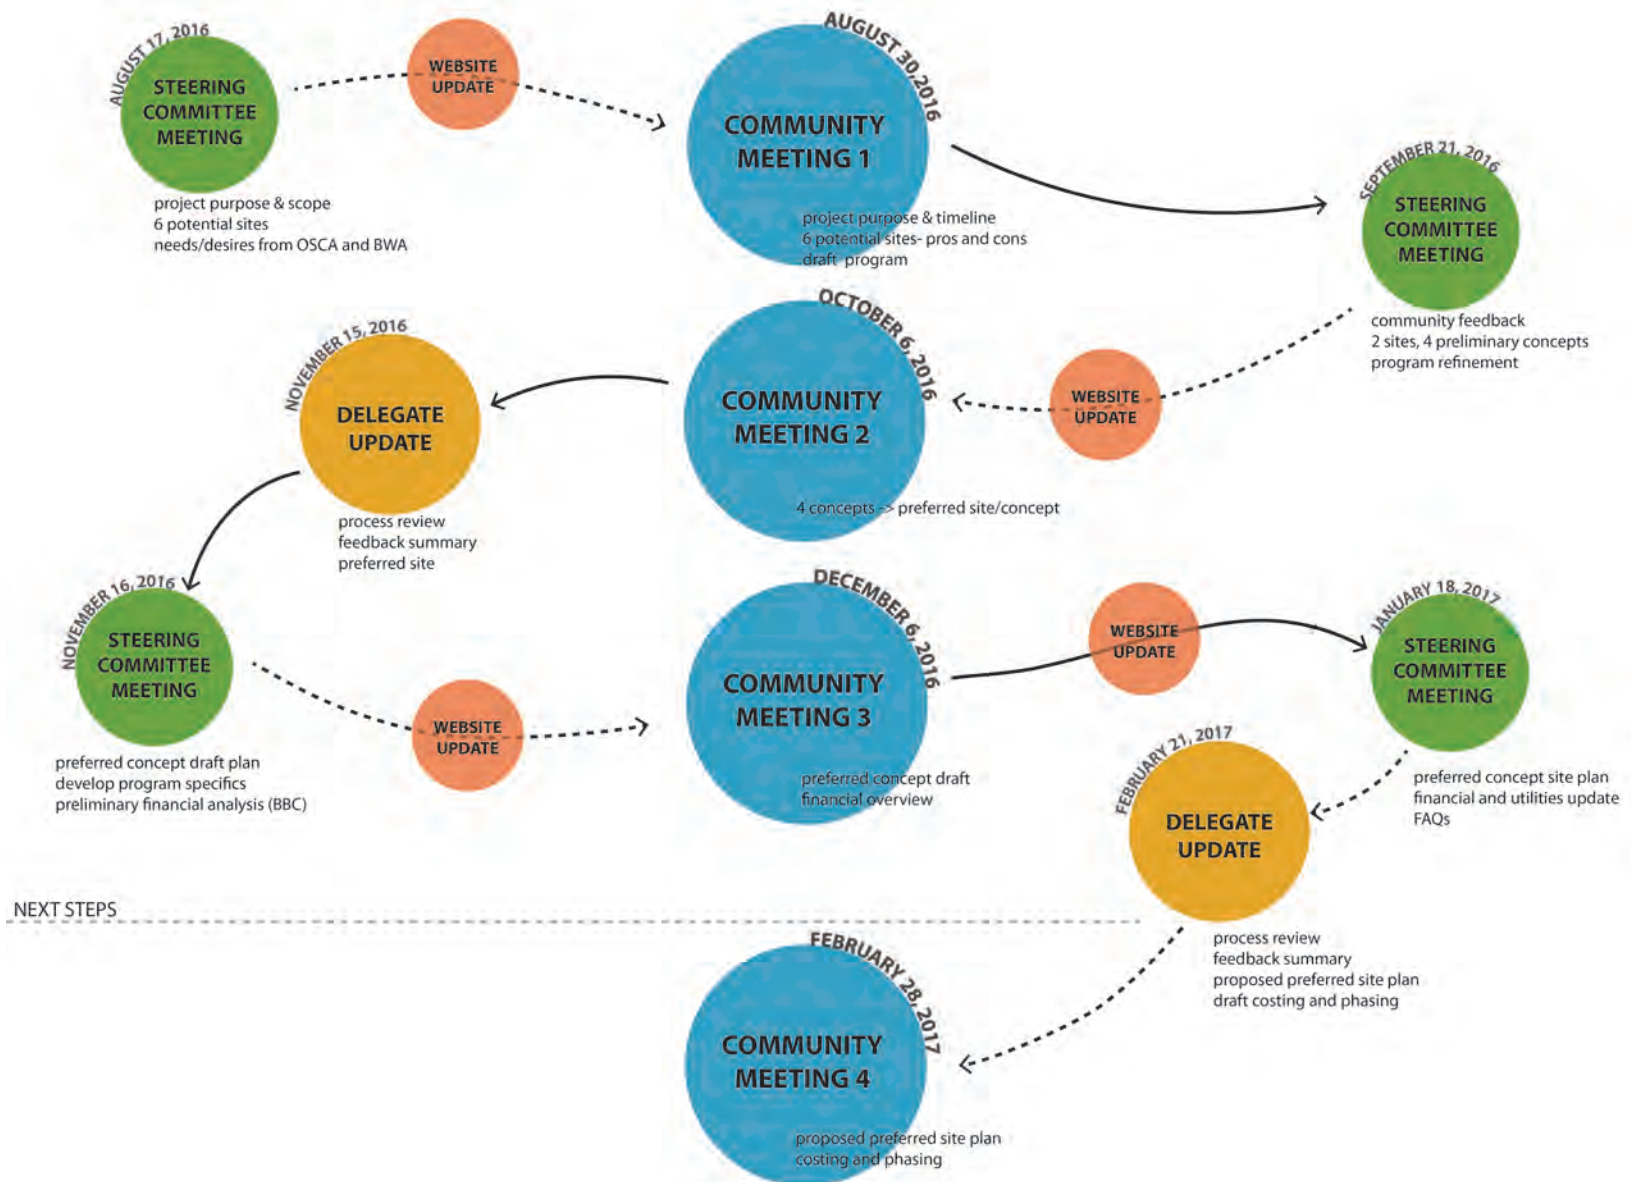 AUGUST 17, 2016
STEERING
COMMITTEE
MEETING
project purpose & scope
6 potential sites
needs/desires from OSCA and BWA
WEBSITE
UPDATE
AUGUST 30,2016
COMMUNITY
MEETING 1
project purpose & timeline
6 potential sites- pros and cons
draft program
SEPTEMBER 21, 2016
STEERING
COMMITTEE
MEETING
community feedback
2 sites, 4 preliminary concepts
program refinement
WEBSITE
UPDATE
OCTOBER 6, 2016
COMMUNITY
MEETING 2
4 concepts -> preferred site/concept
NOVEMBER 15, 2016
DELEGATE
UPDATE
process review
feedback summary
preferred site
NOVEMBER 16, 2016
STEERING
COMMITTEE
MEETING
preferred concept draft plan
develop program specifics
preliminary financial analysis (BBC)
WEBSITE
UPDATE
DECEMBER 6, 2016
COMMUNITY
MEETING 3
preferred concept draft
financial overview
WEBSITE
UPDATE
JANUARY 18, 2017
STEERING
COMMITTEE
MEETING
preferred concept site plan
financial and utilities update
FAQs
FEBRUARY 21, 2017
DELEGATE
UPDATE
process review
feedback summary
proposed preferred site plan
draft costing and phasing
NEXT STEPS
FEBRUARY 28, 2017
COMMUNITY
MEETING 4
proposed preferred site plan
costing and phasing